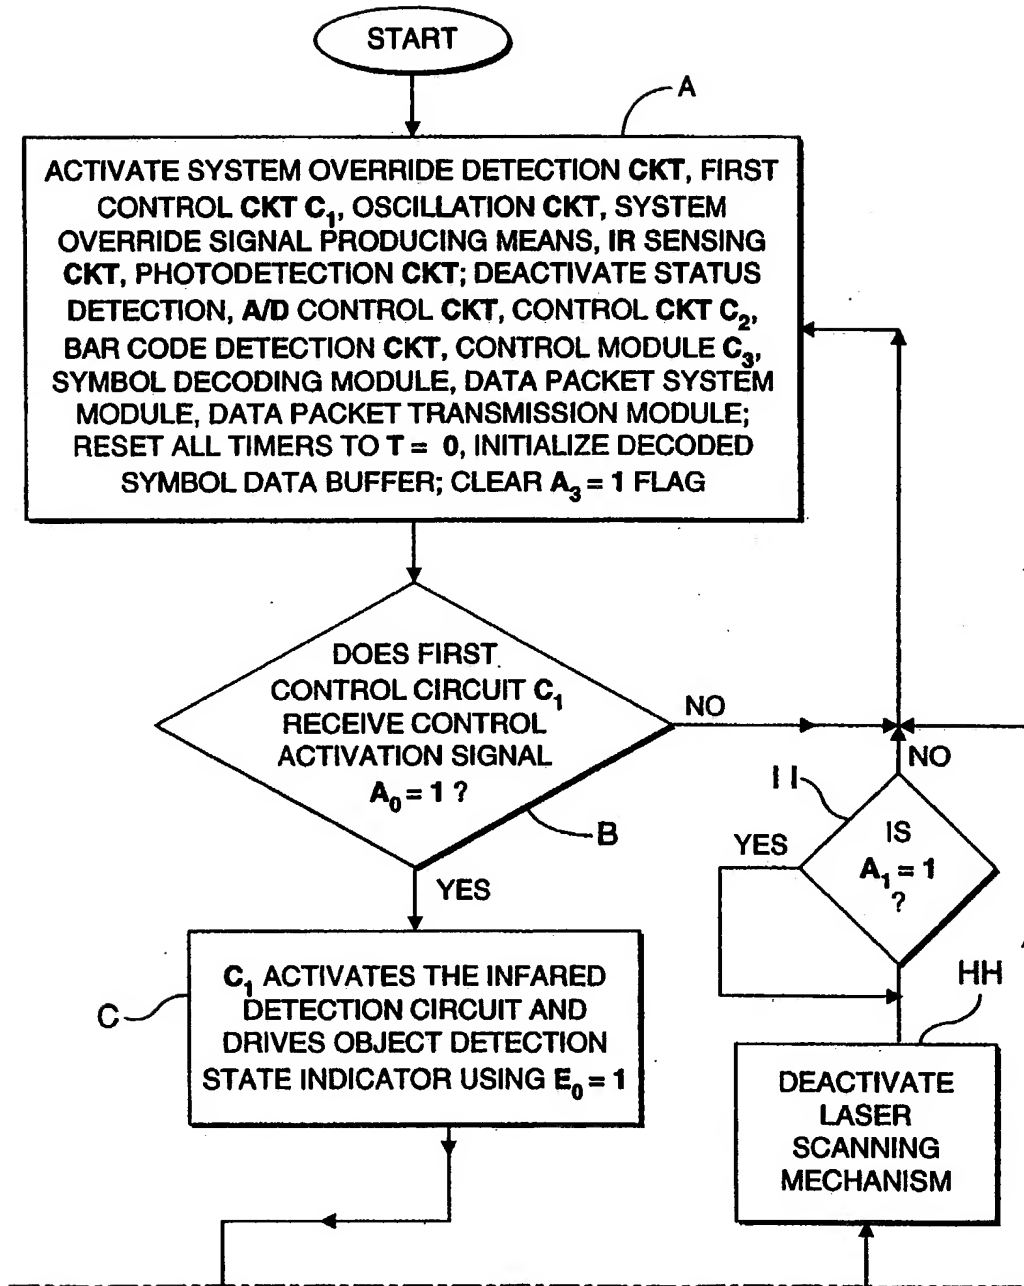 START
A
ACTIVATE SYSTEM OVERRIDE DETECTION CKT, FIRST
CONTROL CKT C₁, OSCILLATION CKT, SYSTEM
OVERRIDE SIGNAL PRODUCING MEANS, IR SENSING
CKT, PHOTODETECTION CKT; DEACTIVATE STATUS
DETECTION, A/D CONTROL CKT, CONTROL CKT C₂,
BAR CODE DETECTION CKT, CONTROL MODULE C₃,
SYMBOL DECODING MODULE, DATA PACKET SYSTEM
MODULE, DATA PACKET TRANSMISSION MODULE;
RESET ALL TIMERS TO T = 0, INITIALIZE DECODED
SYMBOL DATA BUFFER; CLEAR A₃ = 1 FLAG
DOES FIRST
CONTROL CIRCUIT C₁
RECEIVE CONTROL
ACTIVATION SIGNAL
A₀ = 1 ?
NO
B
YES
C
C₁ ACTIVATES THE INFARED
DETECTION CIRCUIT AND
DRIVES OBJECT DETECTION
STATE INDICATOR USING E₀ = 1
NO
II
YES
IS
A₁ = 1
?
HH
DEACTIVATE
LASER
SCANNING
MECHANISM